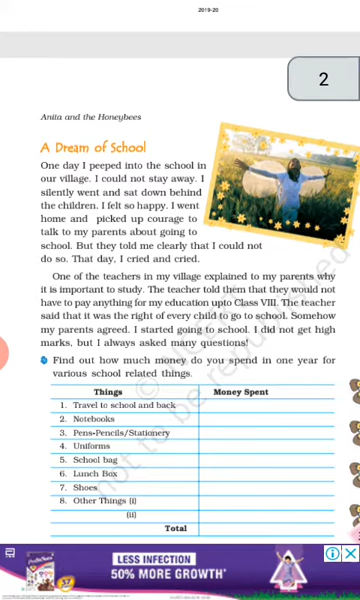 2019-20
2
Anita and the Honeybees
A Dream of School
One day I peeped into the school in
our village. I could not stay away. I
silently went and sat down behind
the children. I felt so happy. I went
home and picked up courage to
talk to my parents about going to
school. But they told me clearly that I could not
do so. That day, I cried and cried.
One of the teachers in my village explained to my parents why
it is important to study. The teacher told them that they would not
have to pay anything for my education upto Class VIII. The teacher
said that it was the right of every child to go to school. Somehow
my parents agreed. I started going to school. I did not get high
marks, but I always asked many questions!
Find out how much money do you spend in one year for
various school related things.
Things Money Spent
1. Travel to school and back
2. Notebooks
3. Pens-Pencils/Stationery
4. Uniforms
5. School bag
6. Lunch Box
7. Shoes
8. Other Things (i)
(ii)
Total
not to be republished
LESS INFECTION
50% MORE GROWTH*